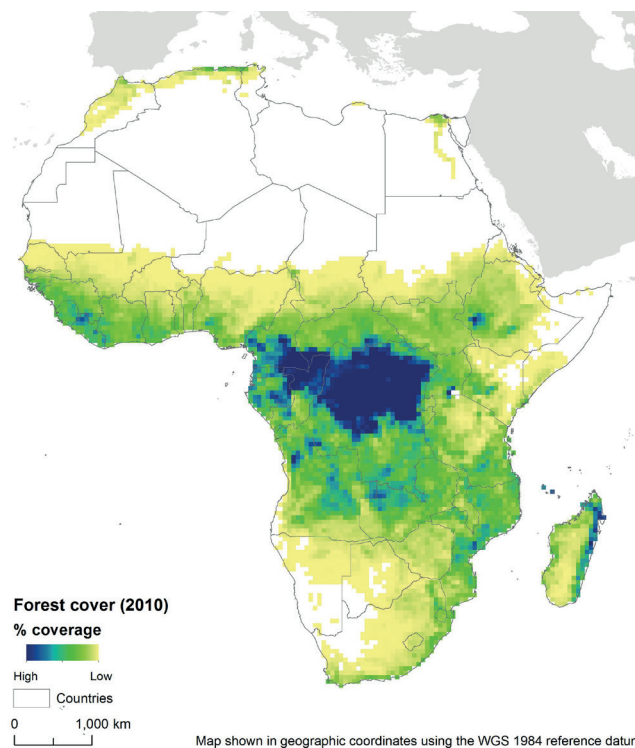 Forest cover (2010)
% coverage
High Low
Countries
0 1,000 km
Map shown in geographic coordinates using the WGS 1984 reference datur